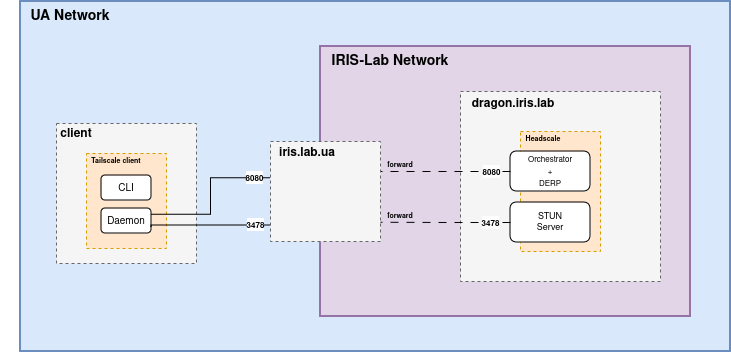 UA Network
IRIS-Lab Network
dragon.iris.lab
client
Tailscale client
CLI
Daemon
iris.lab.ua
8080
3478
forward
forward
8080
3478
Headscale
Orchestrator
+
DERP
STUN
Server